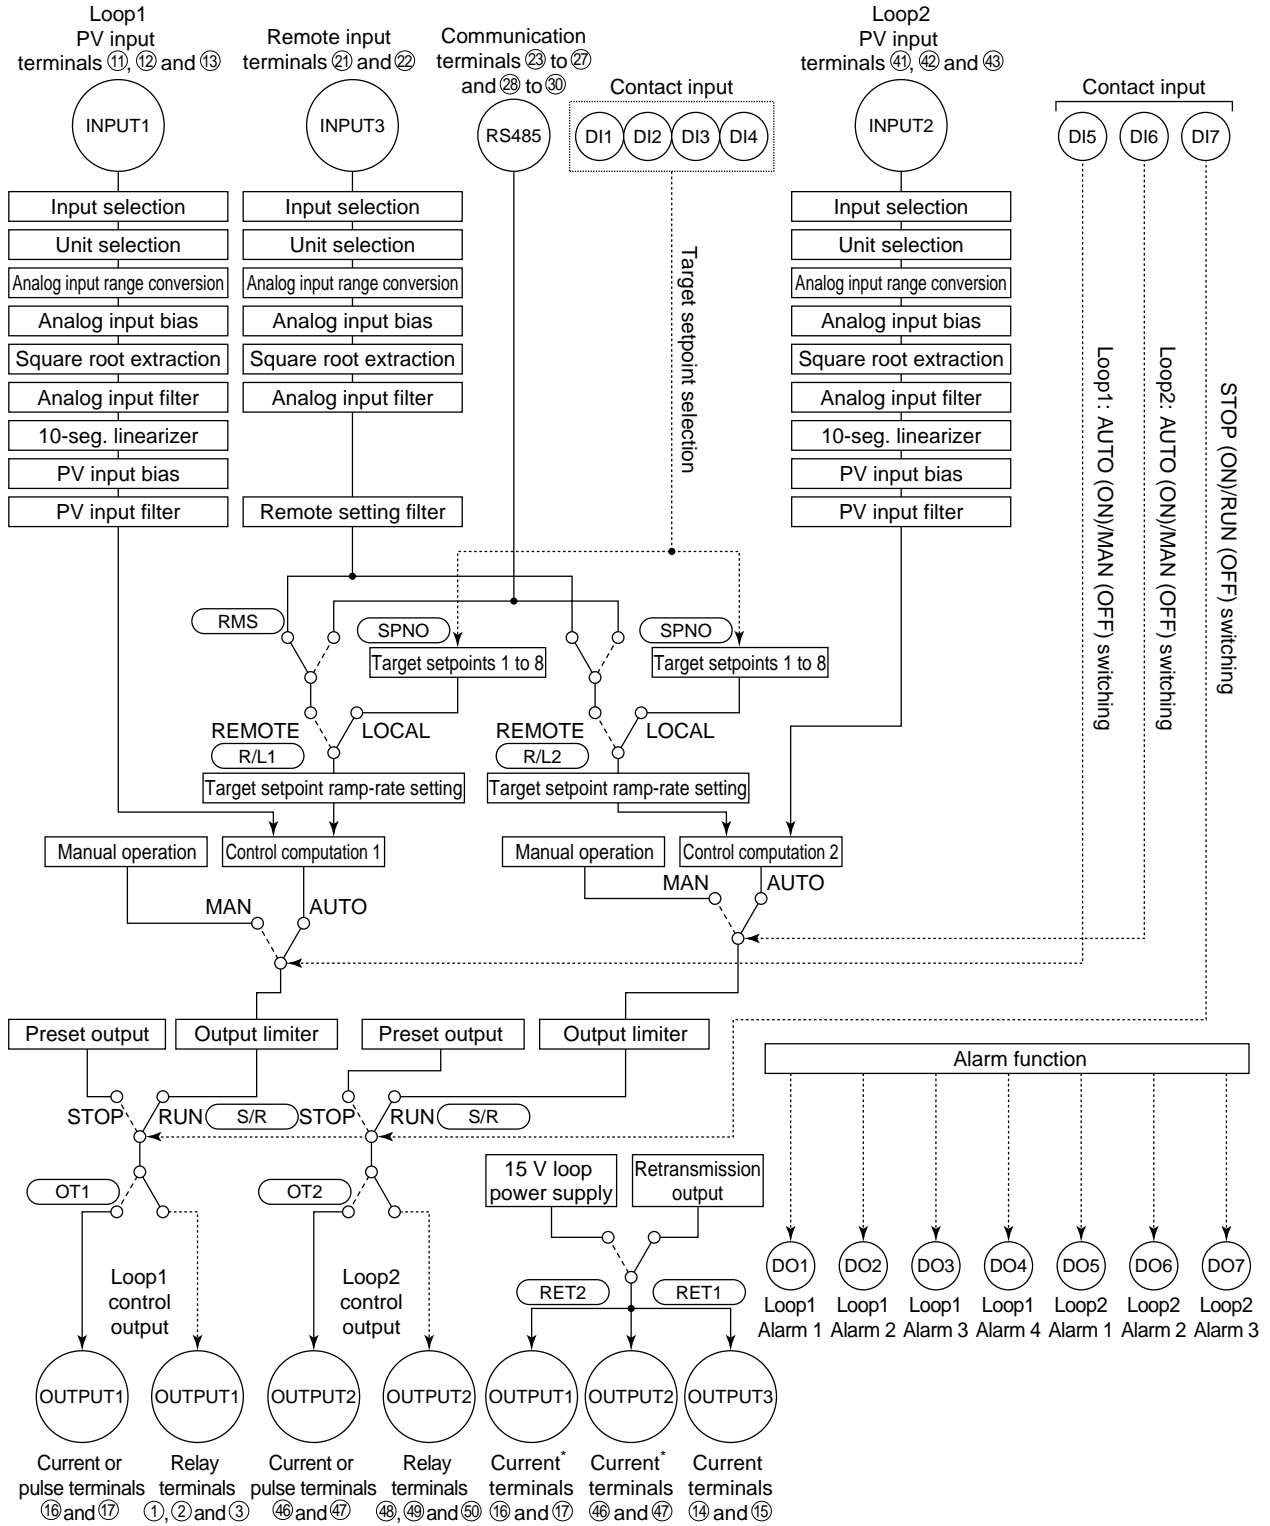 Loop1
PV input
terminals ⑪, ⑫ and ⑬
Remote input
terminals ㉑ and ㉒
Communication
terminals ㉓ to ㉗
and ㉘ to ㉚
Contact input
Loop2
PV input
terminals ㊶, ㊷ and ㊸
Contact input
INPUT1
INPUT3
RS485
DI1
DI2
DI3
DI4
INPUT2
DI5
DI6
DI7
Input selection
Unit selection
Analog input range conversion
Analog input bias
Square root extraction
Analog input filter
10-seg. linearizer
PV input bias
PV input filter
Input selection
Unit selection
Analog input range conversion
Analog input bias
Square root extraction
Analog input filter
Remote setting filter
Target setpoint selection
Input selection
Unit selection
Analog input range conversion
Analog input bias
Square root extraction
Analog input filter
10-seg. linearizer
PV input bias
PV input filter
Loop1: AUTO (ON)/MAN (OFF) switching
Loop2: AUTO (ON)/MAN (OFF) switching
STOP (ON)/RUN (OFF) switching
RMS
SPNO
SPNO
Target setpoints 1 to 8
Target setpoints 1 to 8
REMOTE
LOCAL
REMOTE
LOCAL
R/L1
R/L2
Target setpoint ramp-rate setting
Target setpoint ramp-rate setting
Manual operation
Control computation 1
Manual operation
Control computation 2
MAN
AUTO
MAN
AUTO
Preset output
Output limiter
Preset output
Output limiter
Alarm function
STOP
RUN
S/R
STOP
RUN
S/R
OT1
OT2
15 V loop
power supply
Retransmission
output
RET2
RET1
Loop1
control
output
Loop2
control
output
DO1
DO2
DO3
DO4
DO5
DO6
DO7
Loop1
Alarm 1
Loop1
Alarm 2
Loop1
Alarm 3
Loop1
Alarm 4
Loop2
Alarm 1
Loop2
Alarm 2
Loop2
Alarm 3
OUTPUT1
OUTPUT1
OUTPUT2
OUTPUT2
OUTPUT1
OUTPUT2
OUTPUT3
Current or
pulse terminals
⑯ and ⑰
Relay
terminals
①, ② and ③
Current or
pulse terminals
㊻ and ㊼
Relay
terminals
㊽, ㊾ and ㊿
Current*
terminals
⑯ and ⑰
Current*
terminals
㊻ and ㊼
Current
terminals
⑭ and ⑮